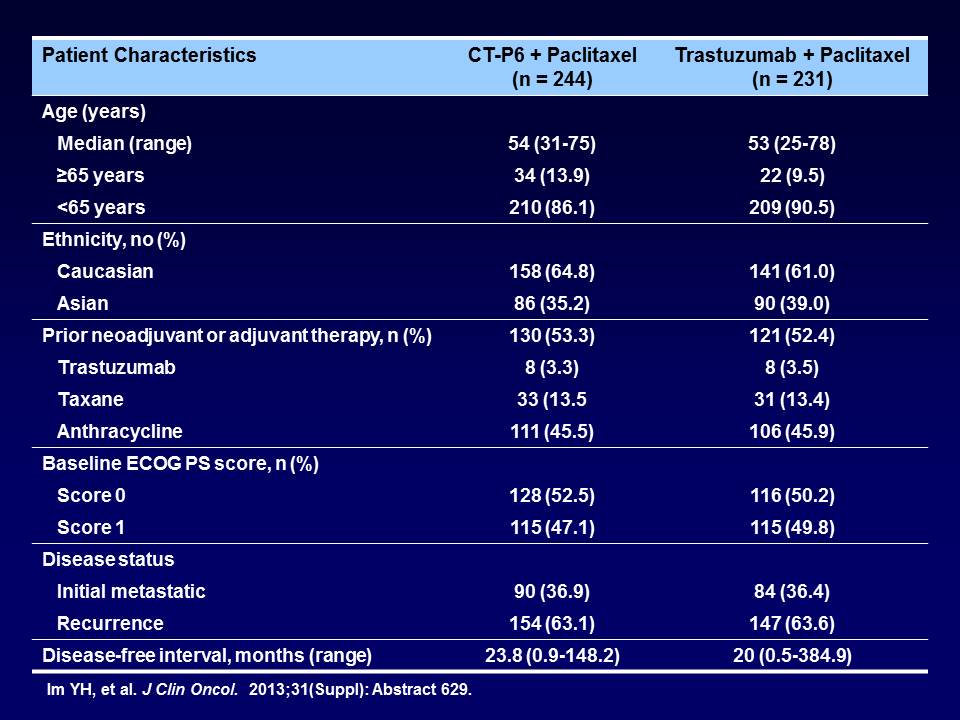 Patient Characteristics CT-P6 + Paclitaxel (n = 244) Trastuzumab + Paclitaxel (n = 231)
Age (years)
Median (range) 54 (31-75) 53 (25-78)
≥65 years 34 (13.9) 22 (9.5)
<65 years 210 (86.1) 209 (90.5)
Ethnicity, no (%)
Caucasian 158 (64.8) 141 (61.0)
Asian 86 (35.2) 90 (39.0)
Prior neoadjuvant or adjuvant therapy, n (%) 130 (53.3) 121 (52.4)
Trastuzumab 8 (3.3) 8 (3.5)
Taxane 33 (13.5 31 (13.4)
Anthracycline 111 (45.5) 106 (45.9)
Baseline ECOG PS score, n (%)
Score 0 128 (52.5) 116 (50.2)
Score 1 115 (47.1) 115 (49.8)
Disease status
Initial metastatic 90 (36.9) 84 (36.4)
Recurrence 154 (63.1) 147 (63.6)
Disease-free interval, months (range) 23.8 (0.9-148.2) 20 (0.5-384.9)
Im YH, et al. J Clin Oncol. 2013;31(Suppl): Abstract 629.